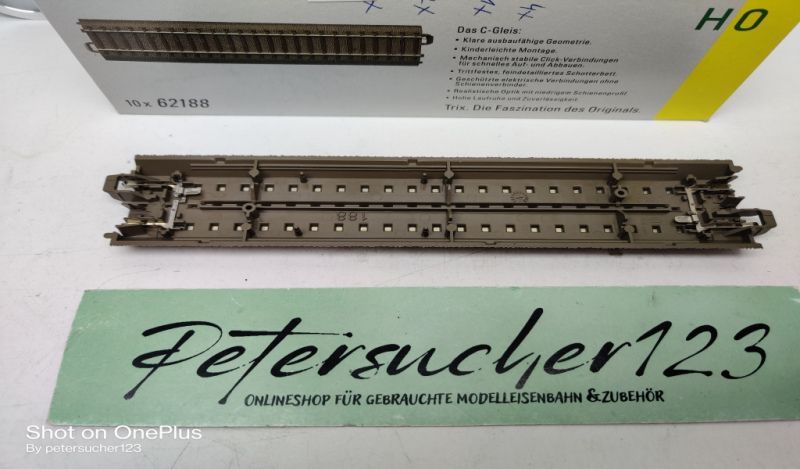 4x
1x
x
x
H0
Das C-Gleis:
• Klare ausbaufähige Geometrie.
• Kinderleichte Montage.
• Mechanisch stabile Click-Verbindungen
für schnelles Auf- und Abbauen.
• Trittfestes, feindetailliertes Schotterbett.
• Geschützte elektrische Verbindungen ohne
Schienenverbinder.
• Realistische Optik mit niedrigem Schienenprofil
• Hohe Laufruhe und Zuverlässigkeit.
10 x 62188
Trix. Die Faszination des Originals.
188
Petersucher123
ONLINESHOP FÜR GEBRAUCHTE MODELLEISENBAHN & ZUBEHÖR
Shot on OnePlus
By petersucher123